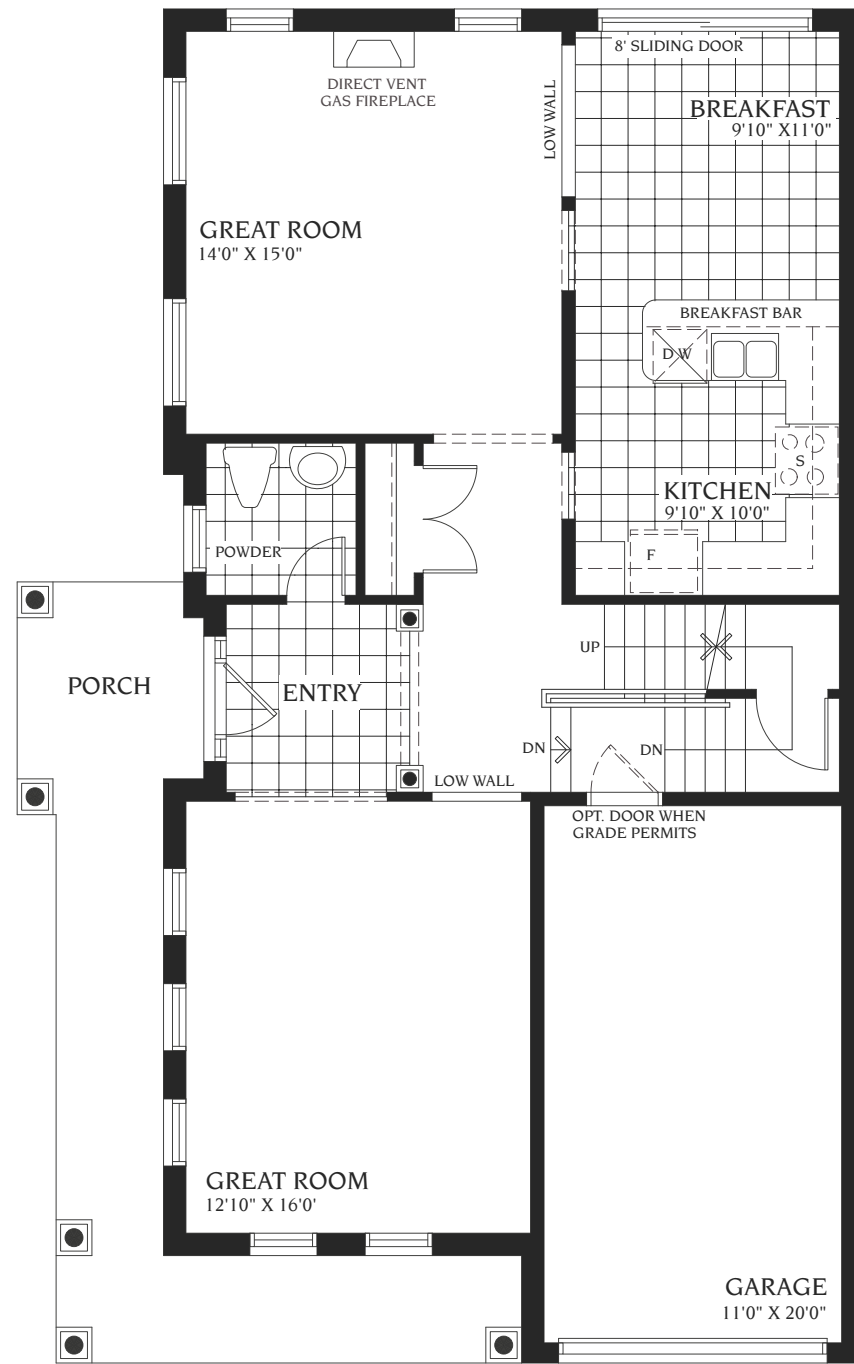 8' SLIDING DOOR
DIRECT VENT
GAS FIREPLACE
LOW WALL
BREAKFAST
9'10" X11'0"
GREAT ROOM
14'0" X 15'0"
BREAKFAST BAR
D W
S
KITCHEN
9'10" X 10'0"
POWDER
F
UP
PORCH
ENTRY
DN
DN
LOW WALL
OPT. DOOR WHEN
GRADE PERMITS
GREAT ROOM
12'10" X 16'0'
GARAGE
11'0" X 20'0"